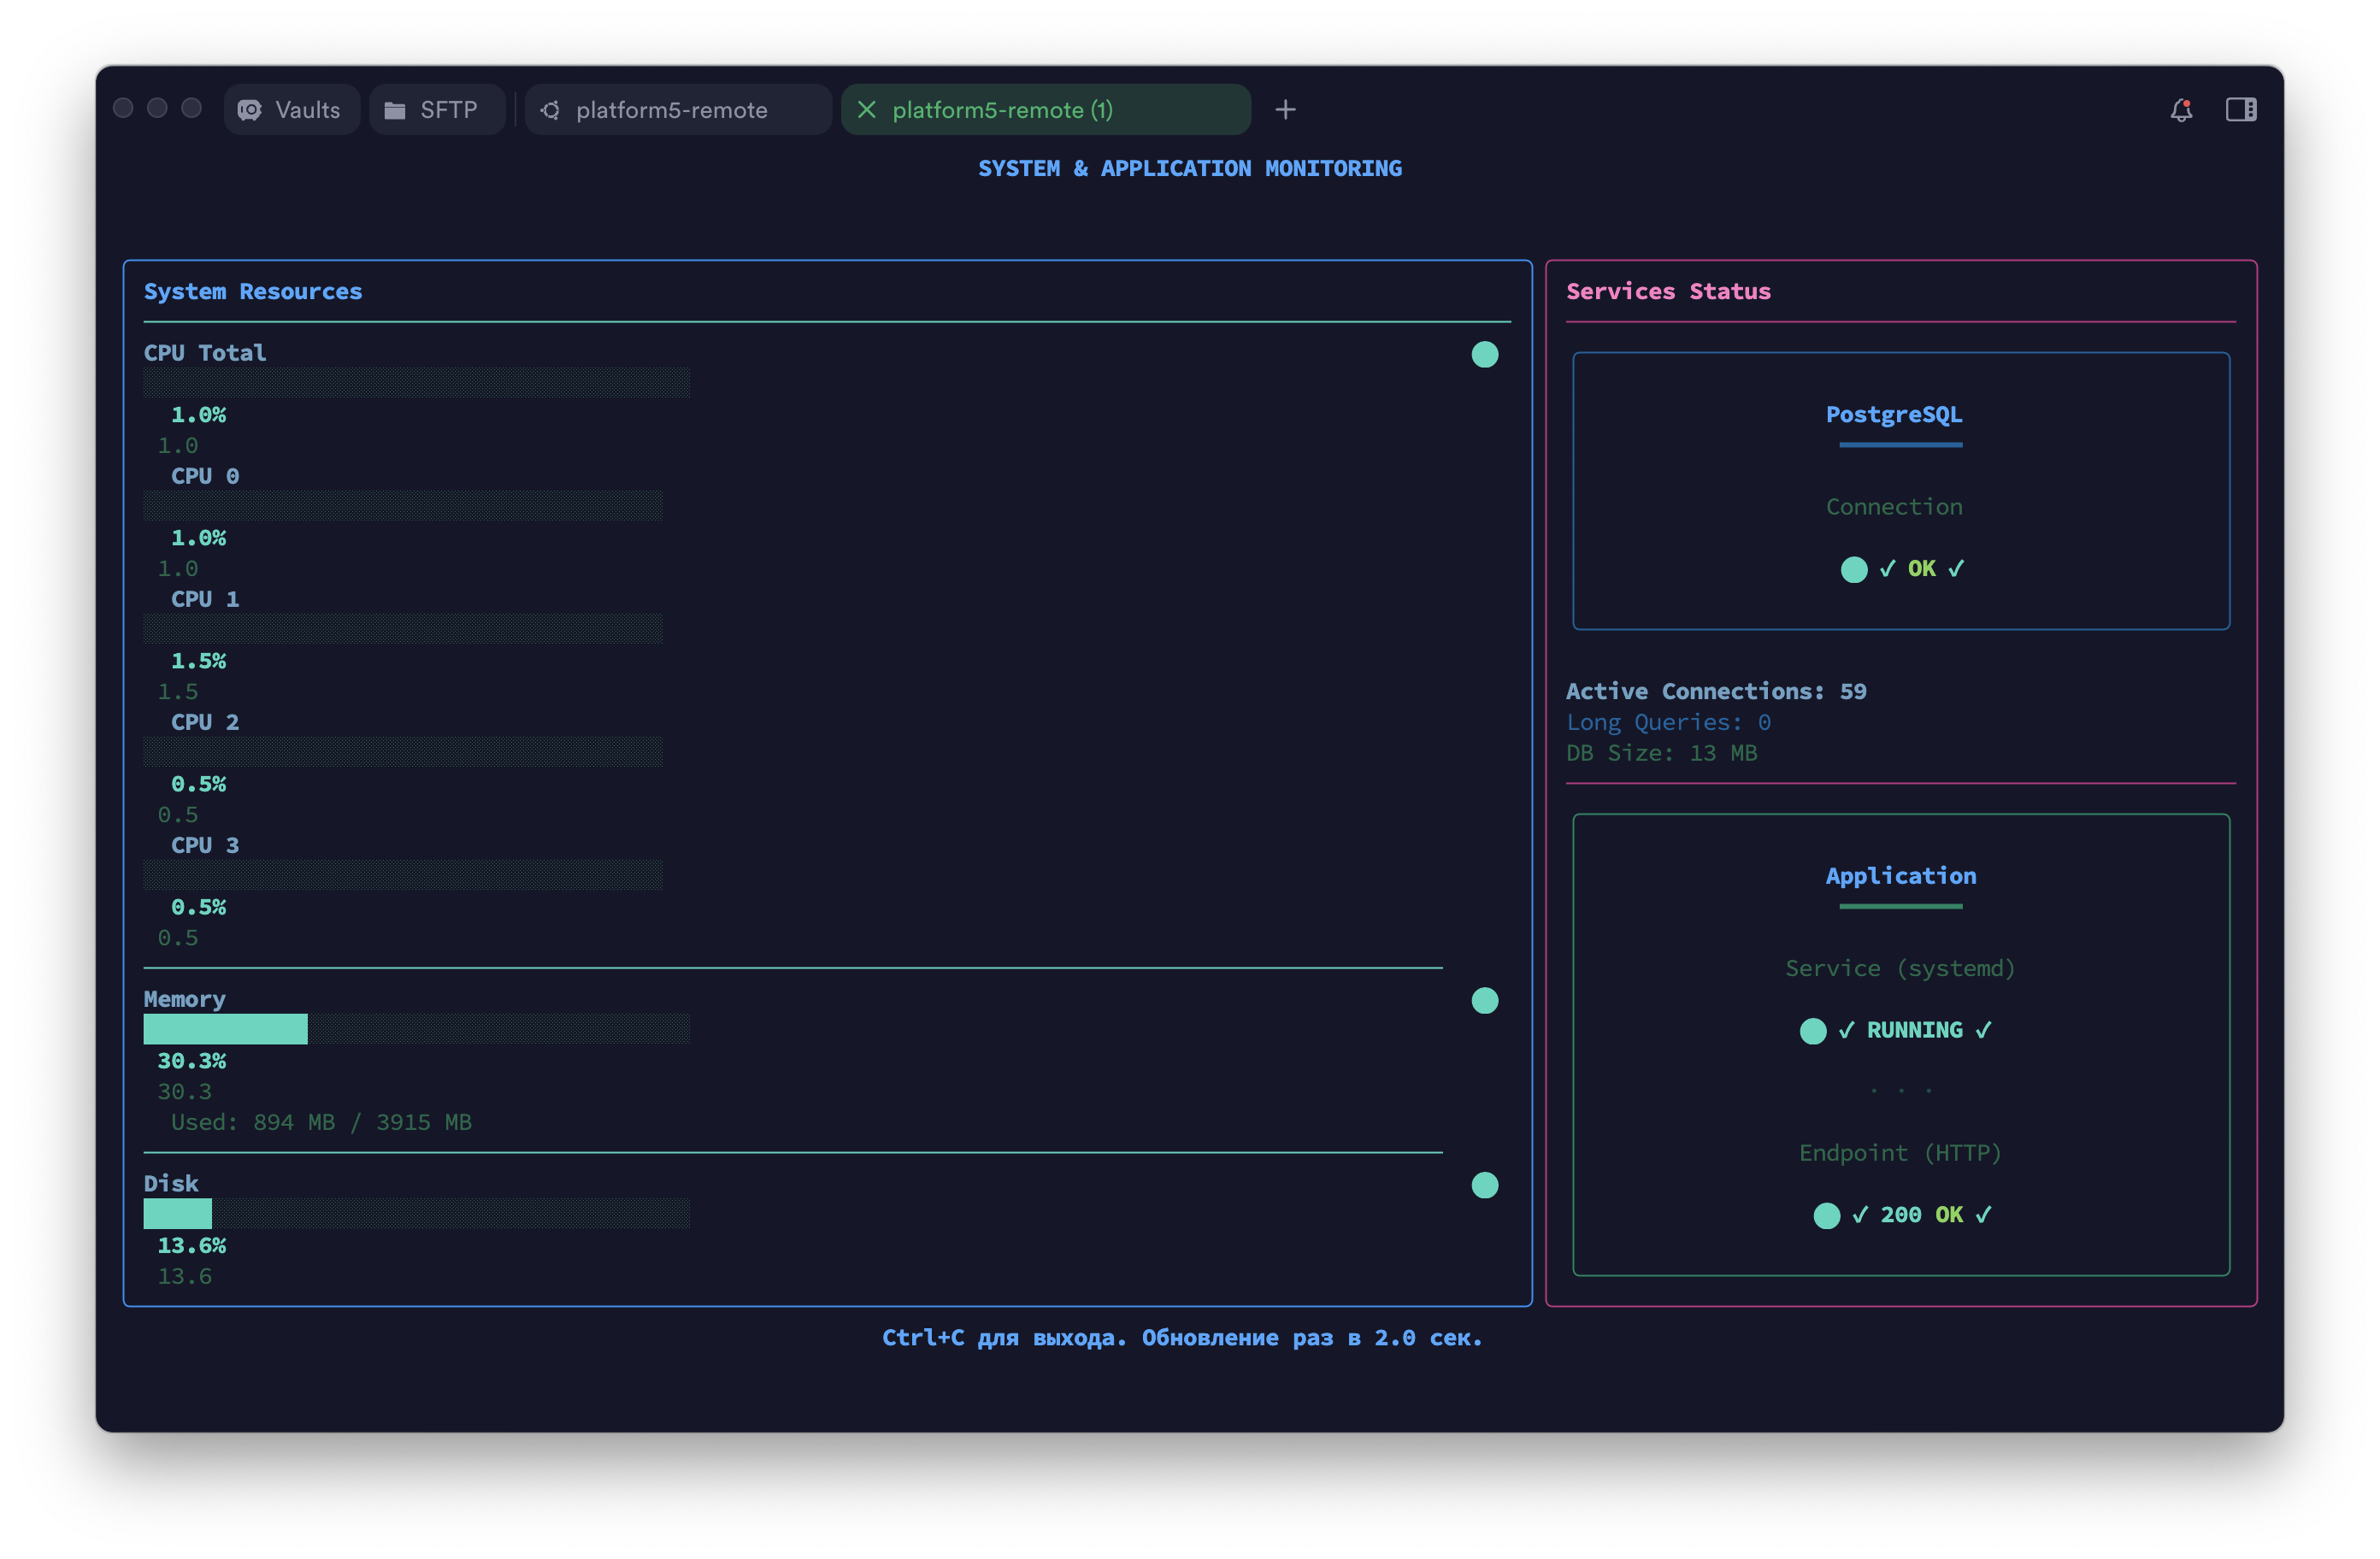 Vaults SFTP platform5-remote platform5-remote (1)
SYSTEM & APPLICATION MONITORING
System Resources
CPU Total
1.0%
1.0
CPU 0
1.0%
1.0
CPU 1
1.5%
1.5
CPU 2
0.5%
0.5
CPU 3
0.5%
0.5
Memory
30.3%
30.3
Used: 894 MB / 3915 MB
Disk
13.6%
13.6
Services Status
PostgreSQL
Connection
✓ OK ✓
Active Connections: 59
Long Queries: 0
DB Size: 13 MB
Application
Service (systemd)
✓ RUNNING ✓
· · ·
Endpoint (HTTP)
✓ 200 OK ✓
Ctrl+C для выхода. Обновление раз в 2.0 сек.